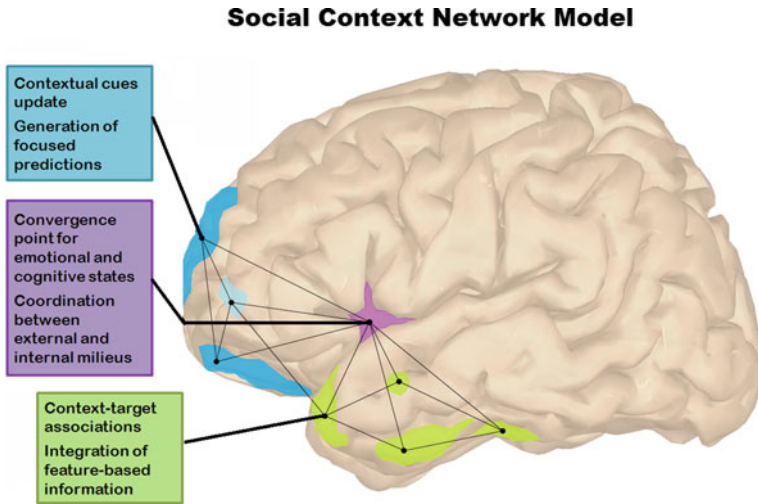 Social Context Network Model
Contextual cues
update
Generation of
focused
predictions
Convergence
point for
emotional and
cognitive states
Coordination
between
external and
internal milieus
Context-target
associations
Integration of
feature-based
information